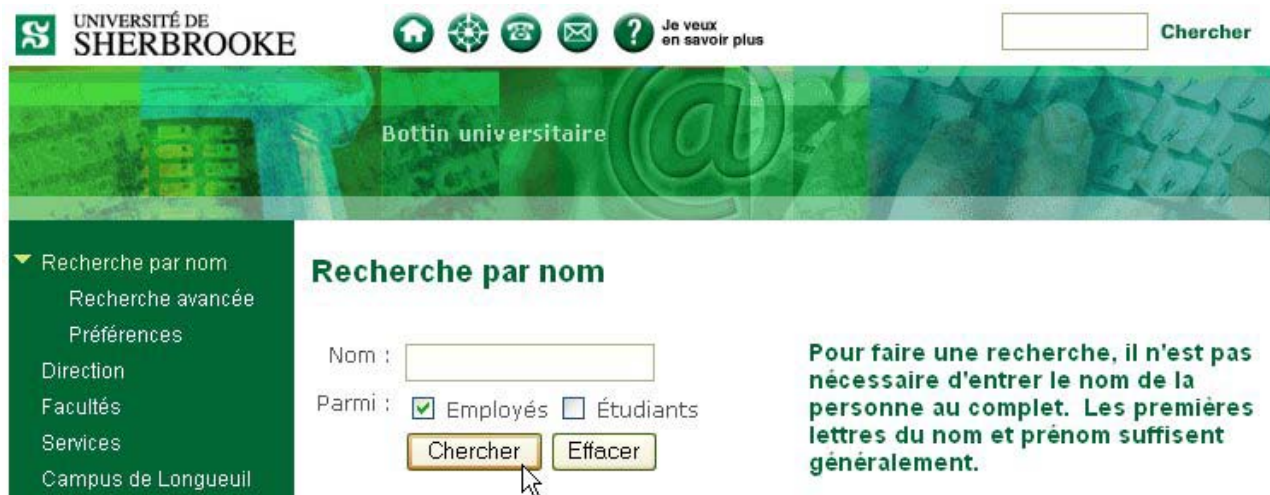 UNIVERSITÉ DE
SHERBROOKE
?
Je veux
en savoir plus
Chercher
Bottin universitaire
@
Recherche par nom
Recherche avancée
Préférences
Direction
Facultés
Services
Campus de Longueuil
Recherche par nom
Nom :
Parmi : Employés Étudiants
Chercher Effacer
Pour faire une recherche, il n'est pas
nécessaire d'entrer le nom de la
personne au complet. Les premières
lettres du nom et prénom suffisent
généralement.